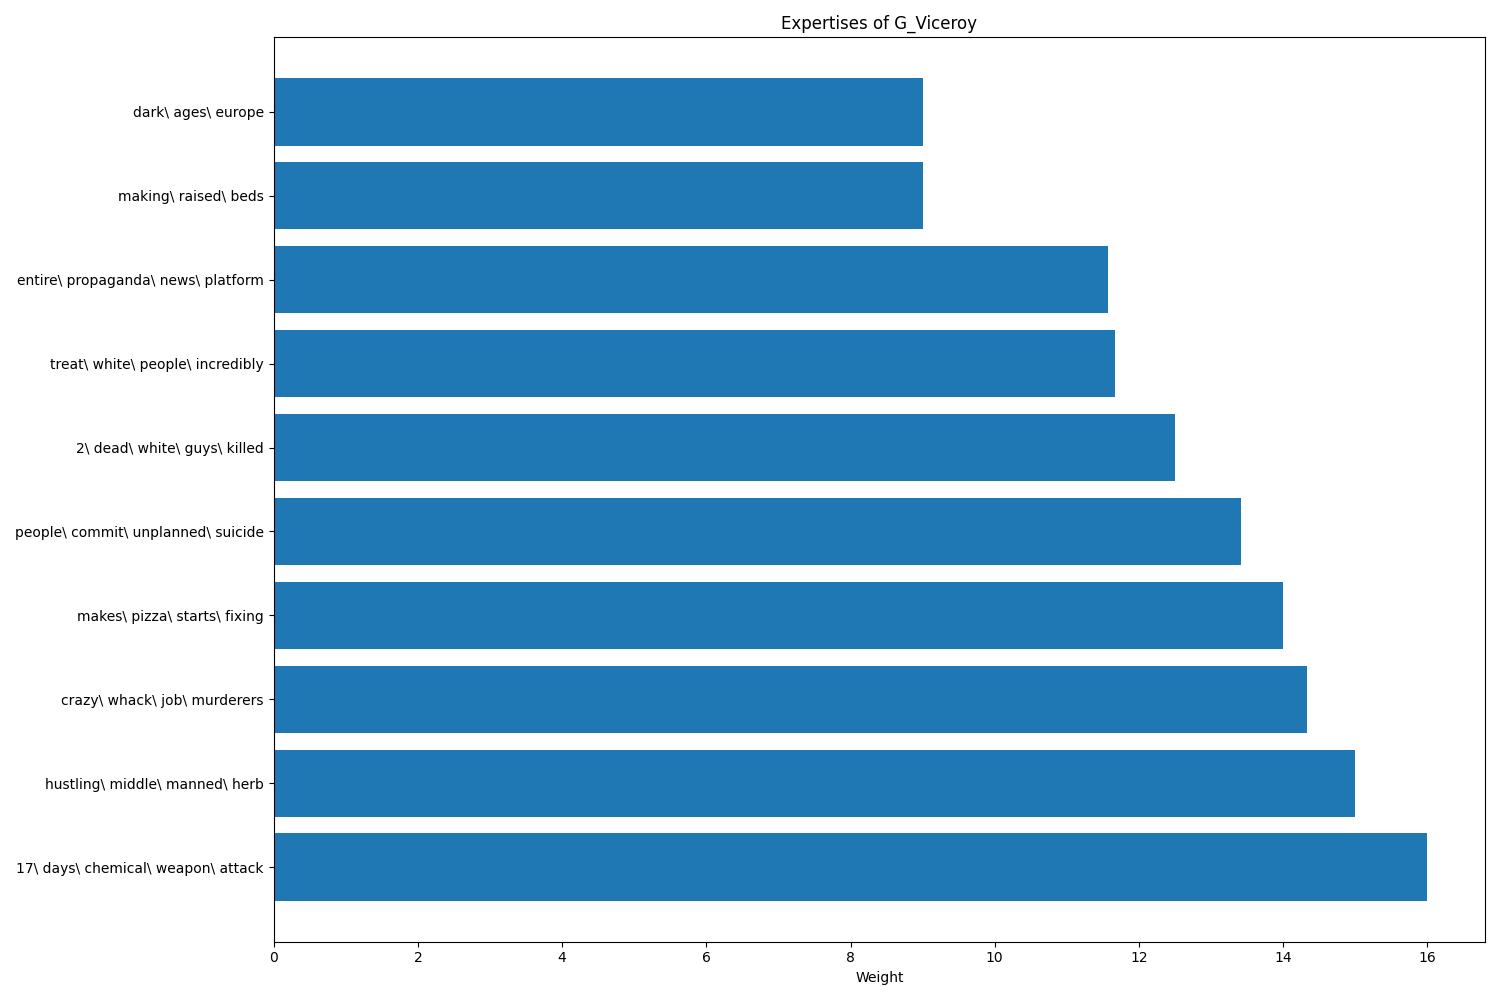 Expertises of G_Viceroy
dark\ ages\ europe
making\ raised\ beds
entire\ propaganda\ news\ platform
treat\ white\ people\ incredibly
2\ dead\ white\ guys\ killed
people\ commit\ unplanned\ suicide
makes\ pizza\ starts\ fixing
crazy\ whack\ job\ murderers
hustling\ middle\ manned\ herb
17\ days\ chemical\ weapon\ attack
0 2 4 6 8 10 12 14 16
Weight